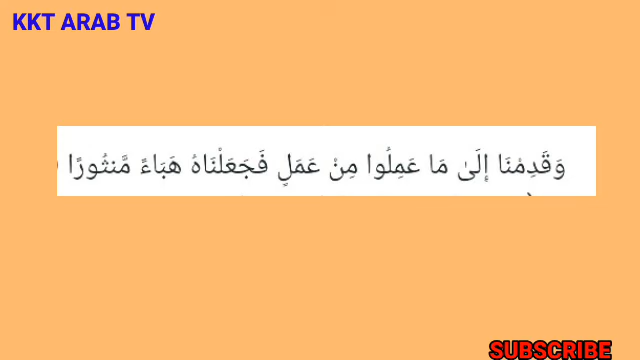 KKT ARAB TV
وَقَدِمْنَا إِلَىٰ مَا عَمِلُوا مِنْ عَمَلٍ فَجَعَلْنَاهُ هَبَاءً مَّنثُورًا
SUBSCRIBE